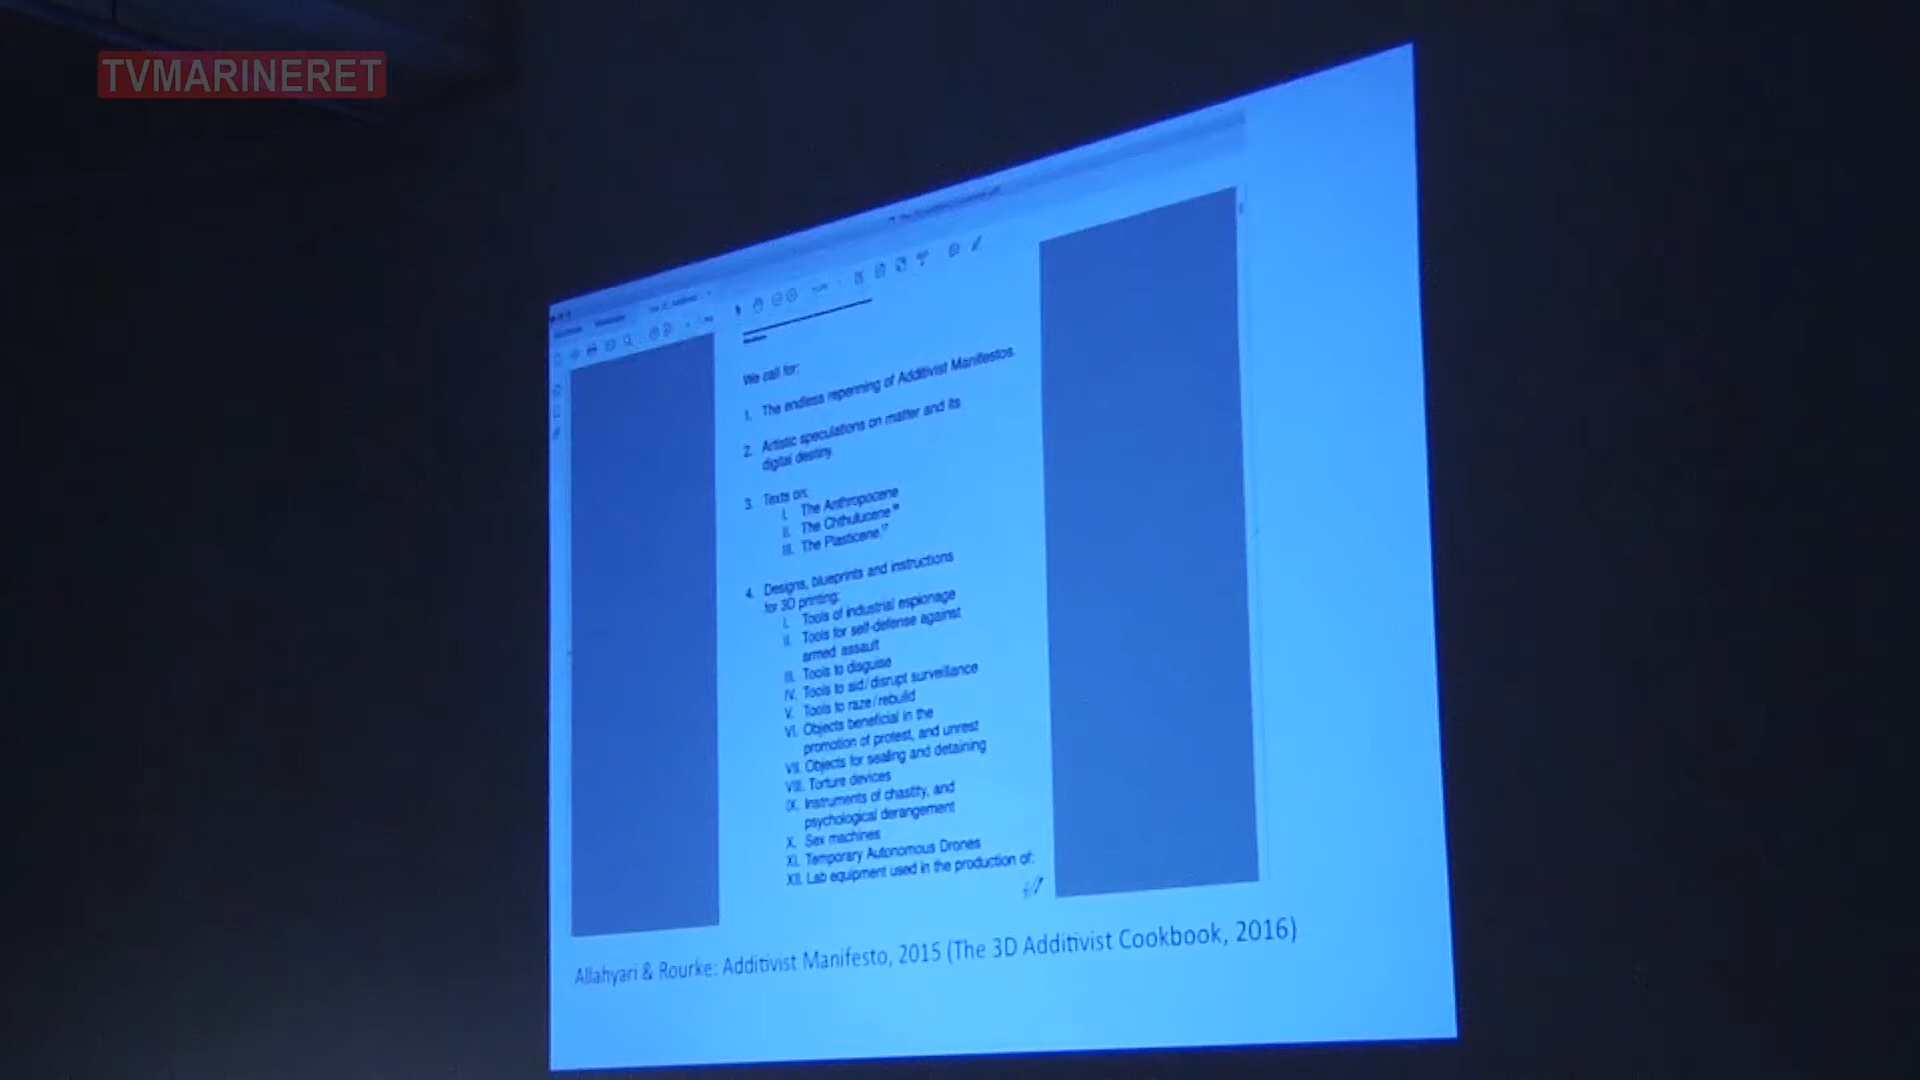 TVMARINERET
We call for:
1. The endless repenning of Additivist Manifestos.
2. Artistic speculations on matter and its
digital destiny.
3. Texts on:
I. The Anthropocene
II. The Chthulucene
III. The Plasticene.17
4. Designs, blueprints and instructions
for 3D printing:
I. Tools of industrial espionage
II. Tools for self-defense against
armed assault
III. Tools to disguise
IV. Tools to aid/disrupt surveillance
V. Tools to raze/rebuild
VI. Objects beneficial in the
promotion of protest, and unrest
VII. Objects for sealing and detaining
VIII. Torture devices
IX. Instruments of chastity, and
psychological derangement
X. Sex machines
XI. Temporary Autonomous Drones
XII. Lab equipment used in the production of:
Allahyari & Rourke: Additivist Manifesto, 2015 (The 3D Additivist Cookbook, 2016)